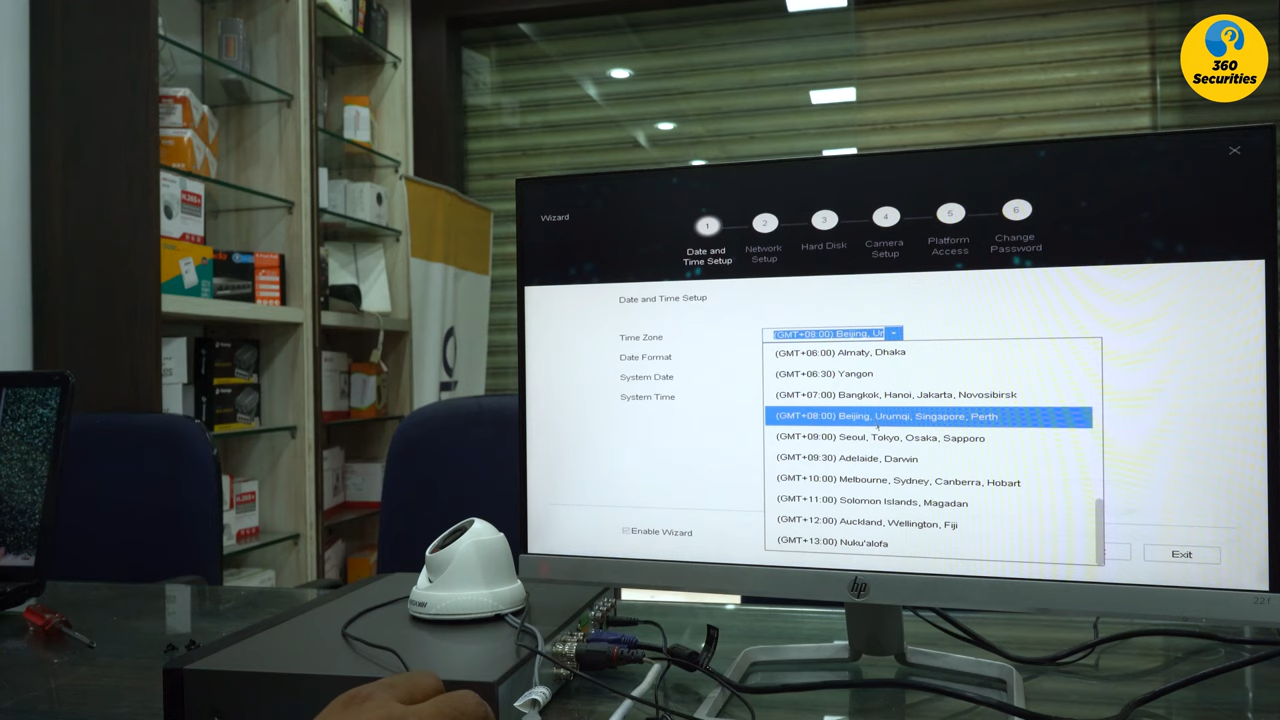 360
Securities
Wizard
1
2
3
4
5
6
Date and
Time Setup
Network
Setup
Hard Disk
Camera
Setup
Platform
Access
Change
Password
Date and Time Setup
Time Zone
(GMT+08:00) Beijing, Ur
Date Format
System Date
System Time
(GMT+06:00) Almaty, Dhaka
(GMT+06:30) Yangon
(GMT+07:00) Bangkok, Hanoi, Jakarta, Novosibirsk
(GMT+08:00) Beijing, Urumqi, Singapore, Perth
(GMT+09:00) Seoul, Tokyo, Osaka, Sapporo
(GMT+09:30) Adelaide, Darwin
(GMT+10:00) Melbourne, Sydney, Canberra, Hobart
(GMT+11:00) Solomon Islands, Magadan
(GMT+12:00) Auckland, Wellington, Fiji
(GMT+13:00) Nuku'alofa
Enable Wizard
Exit
hp
22f
H.265+
H.265+
HIKVISION